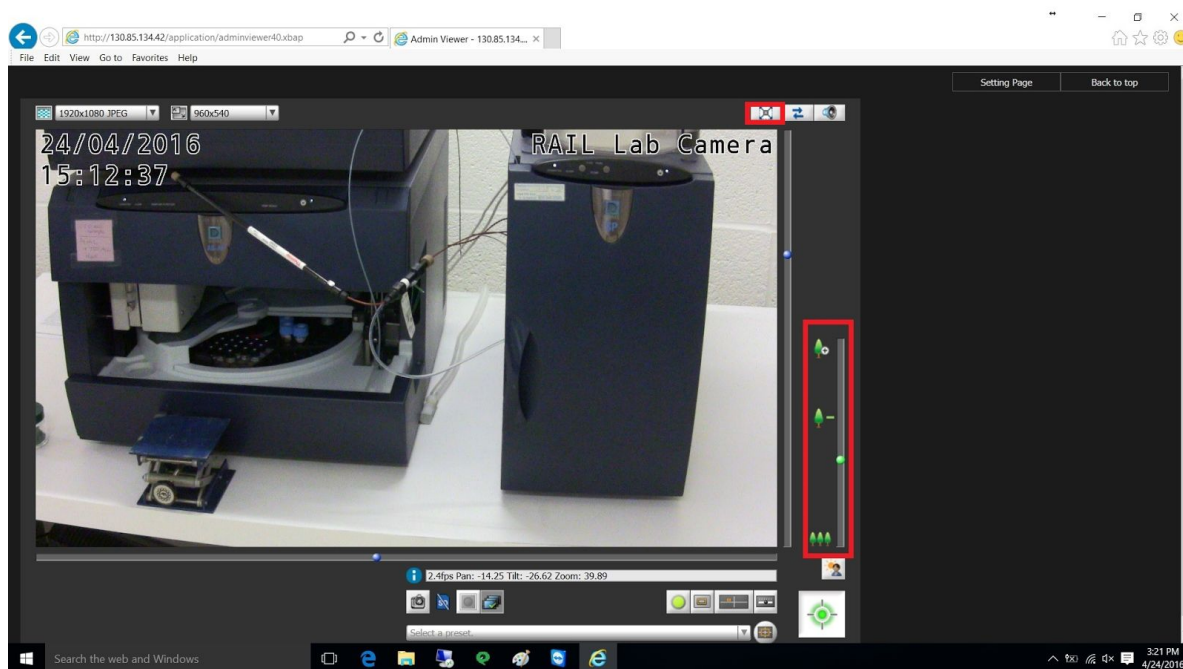 http://130.85.134.42/application/adminviewer40.xbap
Admin Viewer - 130.85.134...
File Edit View Go to Favorites Help
Setting Page Back to top
1920x1080 JPEG 960x540
24/04/2016 RAIL Lab Camera
15:12:37
2.4fps Pan: -14.25 Tilt: -26.62 Zoom: 39.89
Select a preset.
Search the web and Windows
3:21 PM
4/24/2016